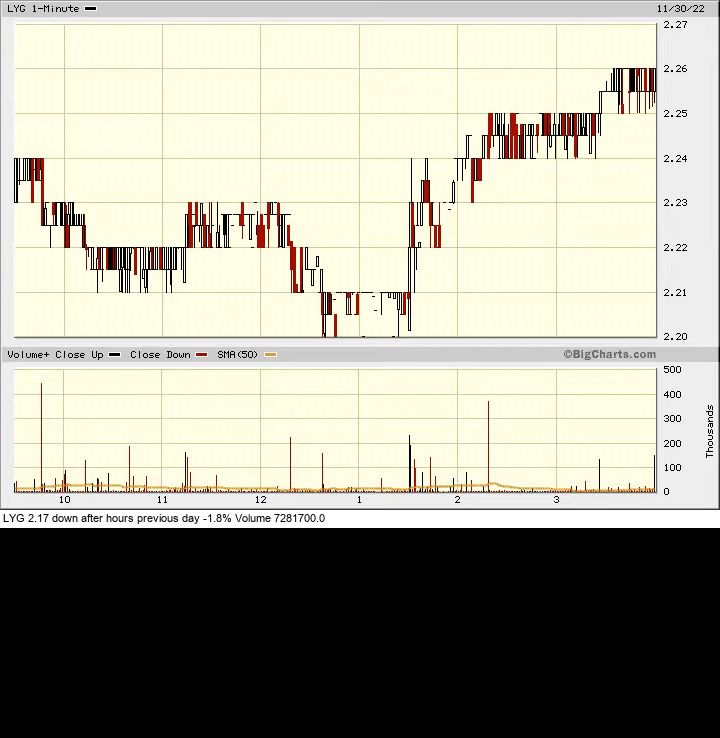 LYG 1-Minute 11/30/22
2.27
2.26
2.25
2.24
2.23
2.22
2.21
2.20
Volume+ Close Up Close Down SMA(50) ©BigCharts.com
500
400
300
200
100
0
Thousands
10 11 12 1 2 3
LYG 2.17 down after hours previous day -1.8% Volume 7281700.0